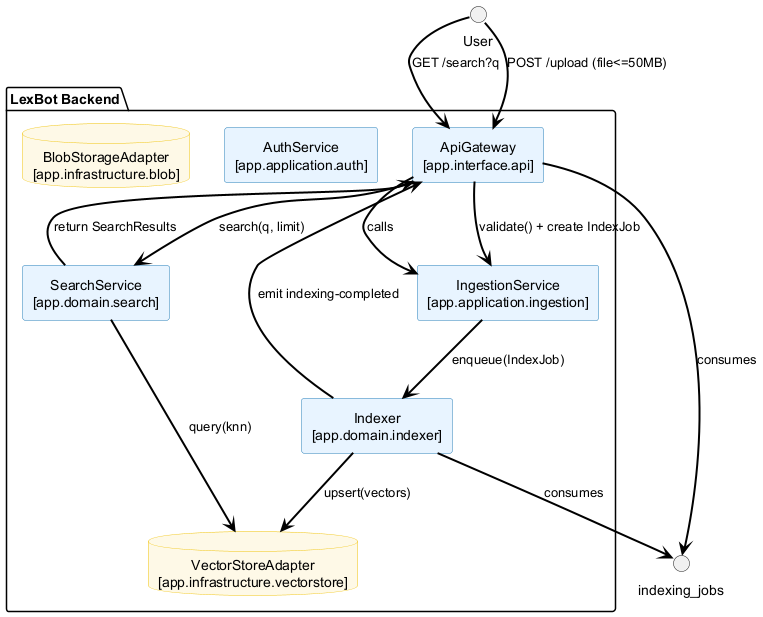 User
GET /search?q
POST /upload (file<=50MB)
LexBot Backend
BlobStorageAdapter
[app.infrastructure.blob]
AuthService
[app.application.auth]
ApiGateway
[app.interface.api]
return SearchResults
search(q, limit)
calls
validate() + create IndexJob
SearchService
[app.domain.search]
emit indexing-completed
IngestionService
[app.application.ingestion]
consumes
enqueue(IndexJob)
Indexer
[app.domain.indexer]
query(knn)
upsert(vectors)
consumes
VectorStoreAdapter
[app.infrastructure.vectorstore]
indexing_jobs